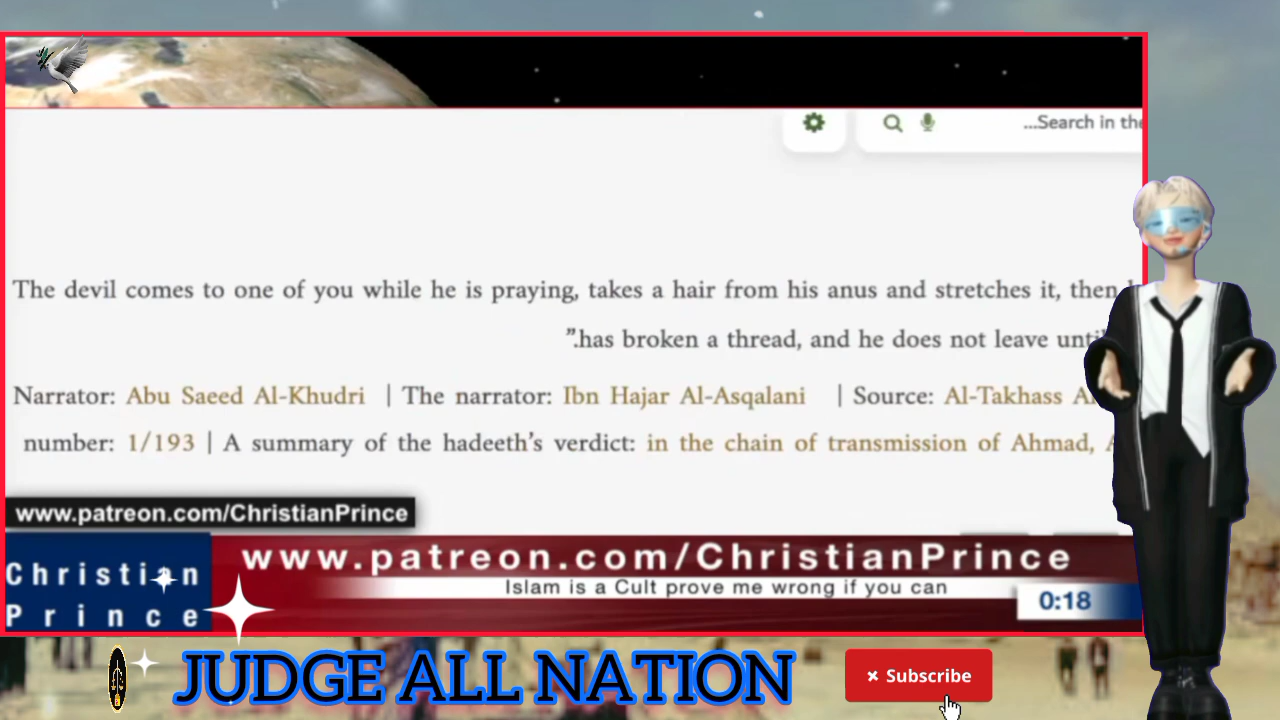 ...Search in the
The devil comes to one of you while he is praying, takes a hair from his anus and stretches it, then
".has broken a thread, and he does not leave until
Narrator: Abu Saeed Al-Khudri | The narrator: Ibn Hajar Al-Asqalani | Source: Al-Takhass
number: 1/193 | A summary of the hadeeth's verdict: in the chain of transmission of Ahmad,
www.patreon.com/ChristianPrince
www.patreon.com/ChristianPrince
Islam is a Cult prove me wrong if you can
Christian
Prince
0:18
JUDGE ALL NATION
× Subscribe